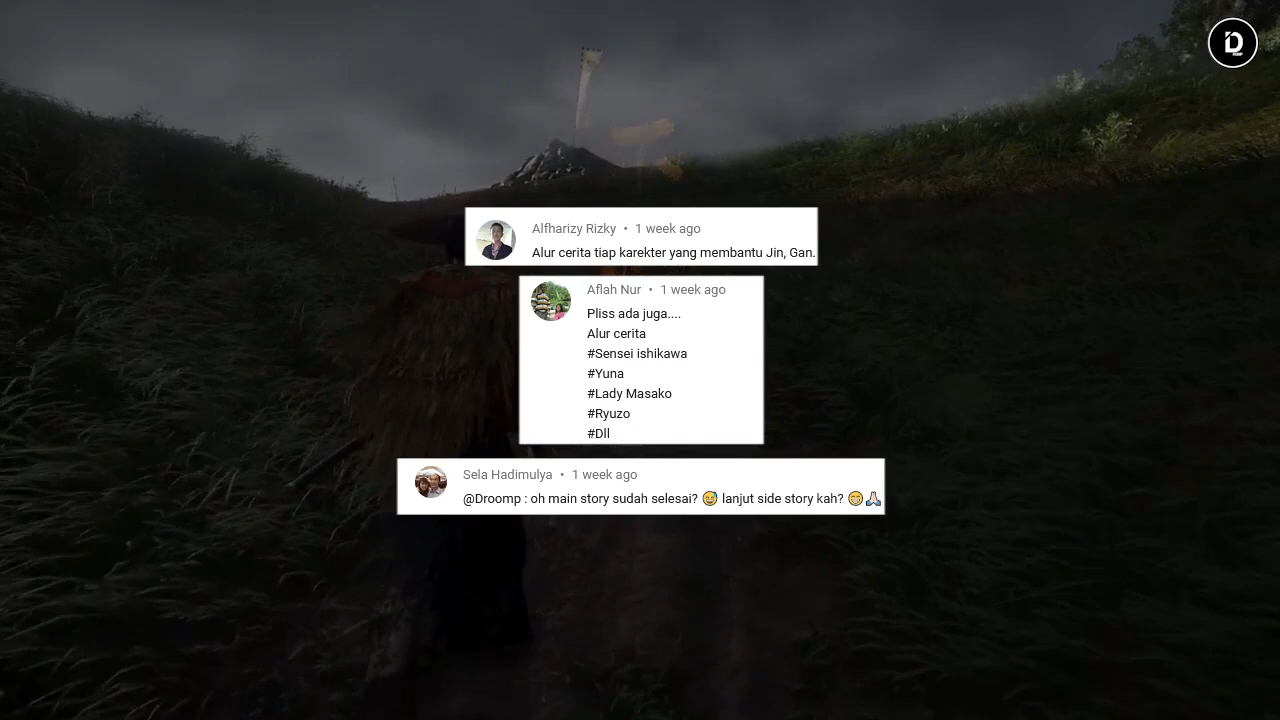 D
Alfharizy Rizky • 1 week ago
Alur cerita tiap karekter yang membantu Jin, Gan.
Aflah Nur • 1 week ago
Pliss ada juga....
Alur cerita
#Sensei ishikawa
#Yuna
#Lady Masako
#Ryuzo
#Dll
Sela Hadimulya • 1 week ago
@Droomp : oh main story sudah selesai? 😅 lanjut side story kah? 😁🙏🏻